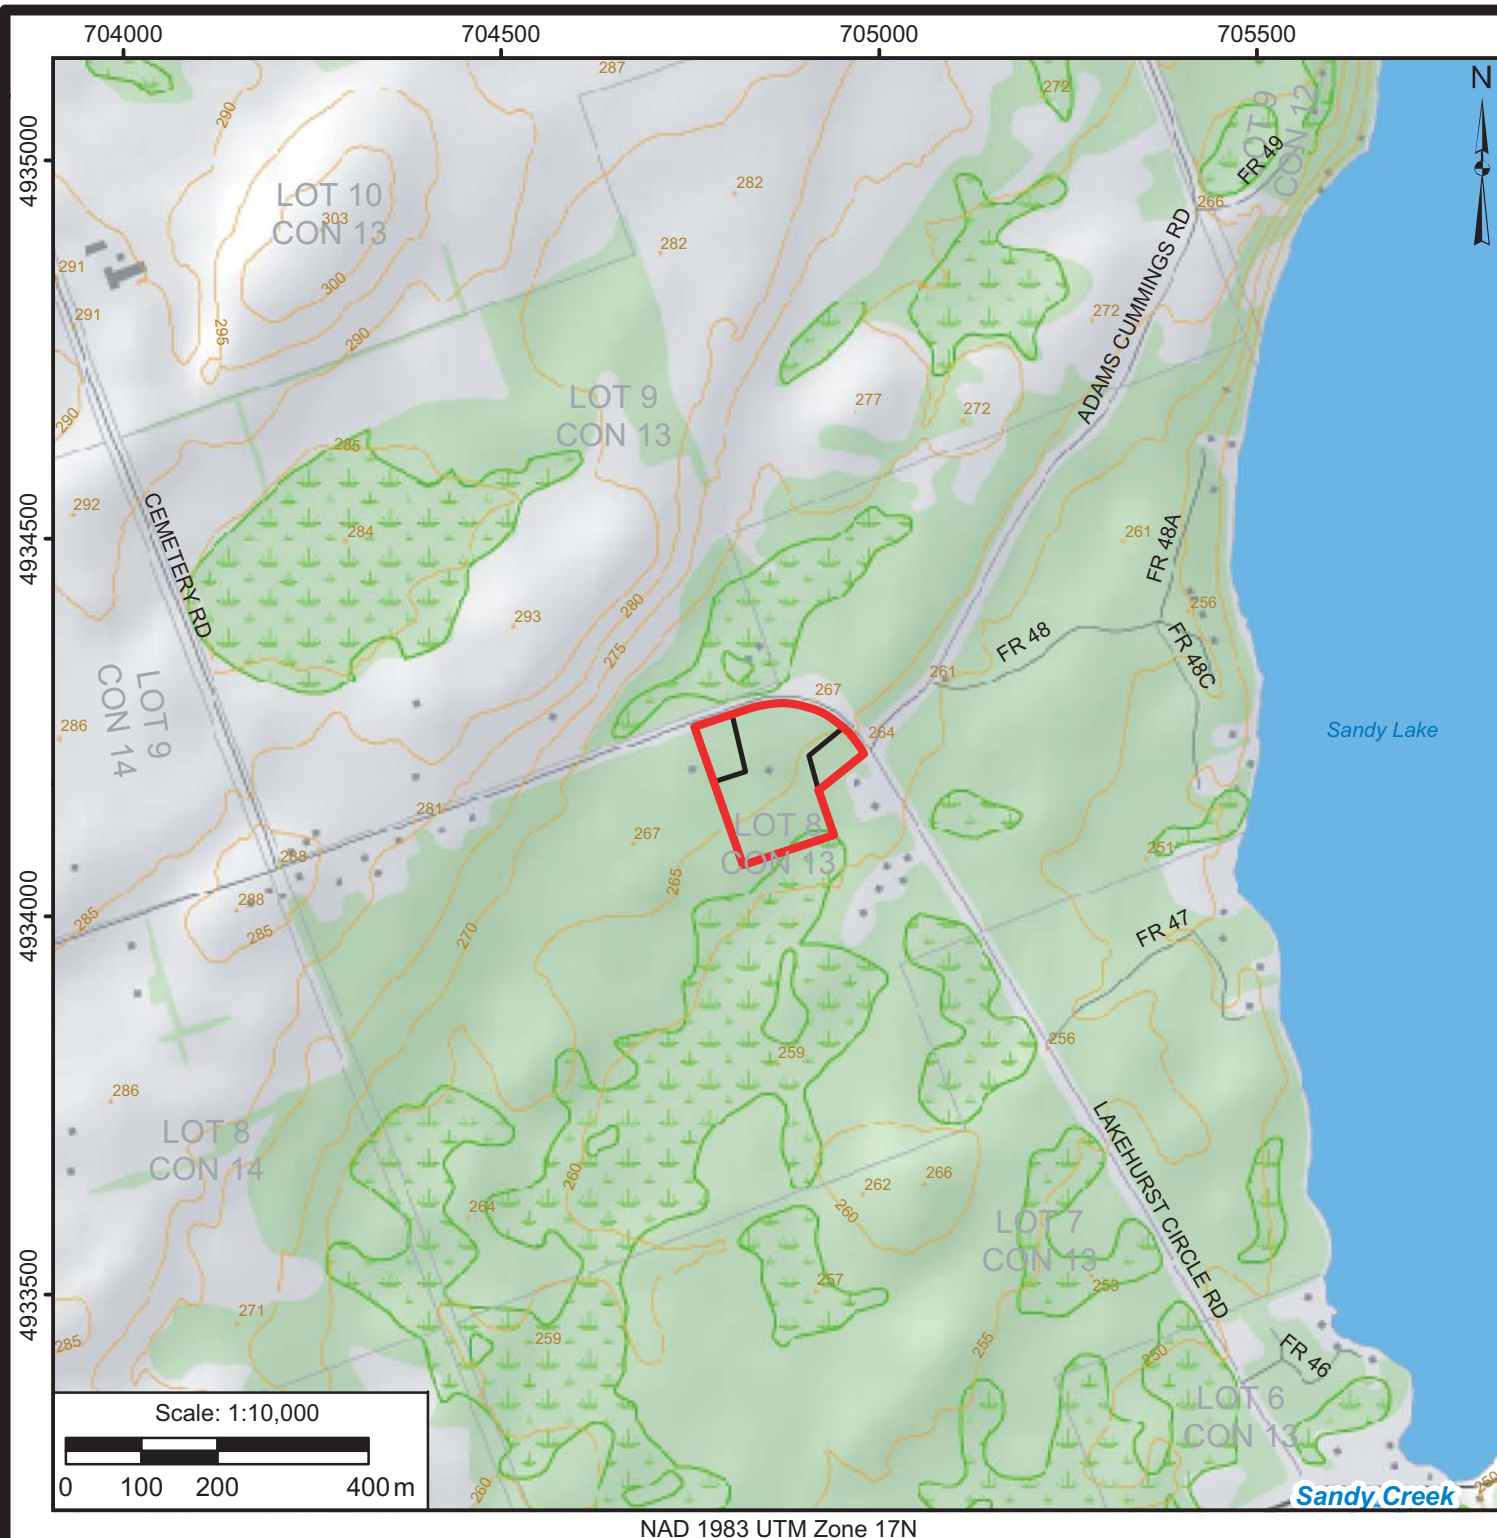 704000
704500
705000
705500
4935000
4934500
4934000
4933500
N
287
272
290
LOT 9
CON 12
FR 49
266
LOT 10
303
CON 13
282
282
300
291
291
295
290
272
ADAMS CUMMINGS RD
290
277
272
LOT 9
CON 13
285
292
284
CEMETERY RD
261
FR 48A
256
293
280
275
FR 48
FR 48C
261
267
264
LOT 9
CON 14
286
Sandy Lake
281
267
LOT 8
CON 13
288
288
285
285
265
270
251
FR 47
256
259
286
LOT 8
CON 14
LAKEHURST CIRCLE RD
260
264
262
266
260
LOT 7
CON 13
257
253
271
285
259
255
250
FR 46
LOT 6
CON 13
260
250
Scale: 1:10,000
0 100 200 400 m
Sandy Creek
NAD 1983 UTM Zone 17N